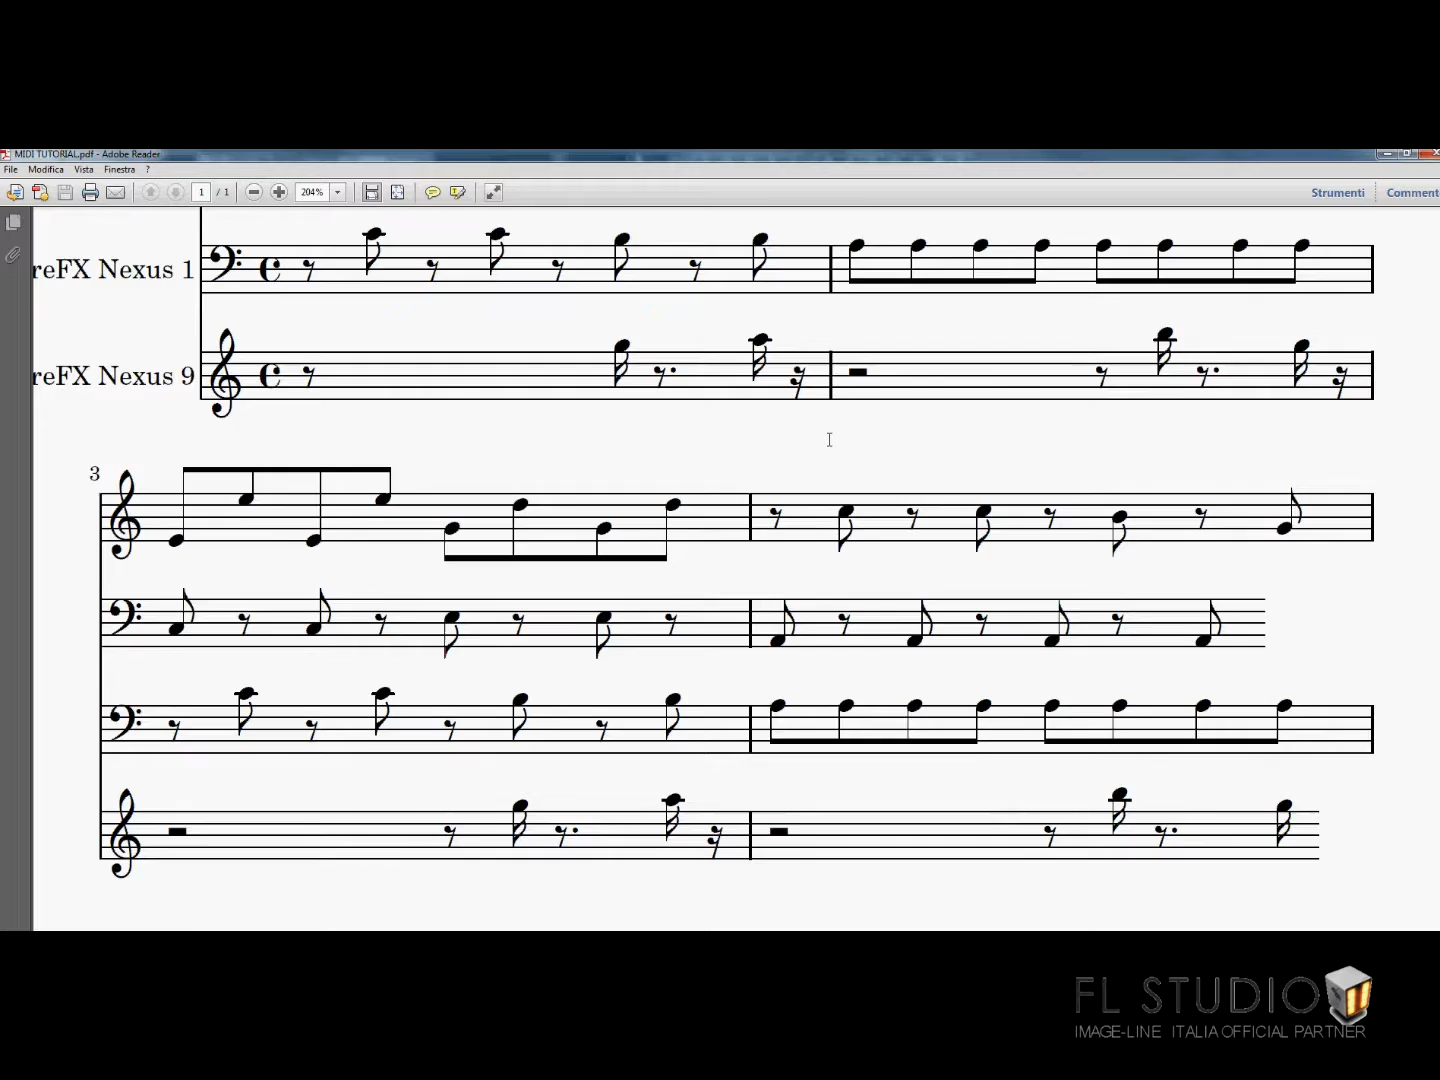 MIDI TUTORIAL.pdf - Adobe Reader
File Modifica Vista Finestra ?
1 / 1 204% Strumenti Comment
reFX Nexus 1
reFX Nexus 9
3
FL STUDIO
IMAGE-LINE ITALIA OFFICIAL PARTNER